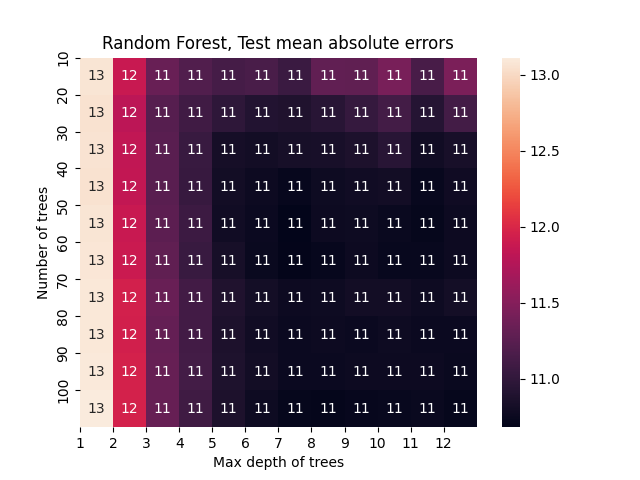 Random Forest, Test mean absolute errors
10
13 12 11 11 11 11 11 11 11 11 11 11
20
13 12 11 11 11 11 11 11 11 11 11 11
30
13 12 11 11 11 11 11 11 11 11 11 11
40
13 12 11 11 11 11 11 11 11 11 11 11
50
13 12 11 11 11 11 11 11 11 11 11 11
60
13 12 11 11 11 11 11 11 11 11 11 11
70
13 12 11 11 11 11 11 11 11 11 11 11
80
13 12 11 11 11 11 11 11 11 11 11 11
90
13 12 11 11 11 11 11 11 11 11 11 11
100
13 12 11 11 11 11 11 11 11 11 11 11
Number of trees
1 2 3 4 5 6 7 8 9 10 11 12
Max depth of trees
13.0
12.5
12.0
11.5
11.0